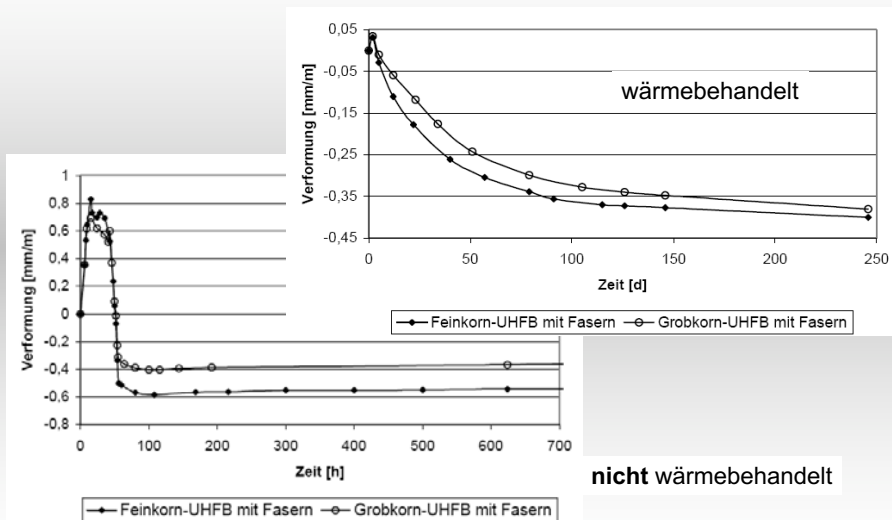 0,05
-0,05
-0,15
-0,25
-0,35
-0,45
Verformung [mm/m]
wärmebehandelt
0 50 100 150 200 250
Zeit [d]
Feinkorn-UHFB mit Fasern Grobkorn-UHFB mit Fasern
1
0,8
0,6
0,4
0,2
0
-0,2
-0,4
-0,6
-0,8
Verformung [mm/m]
0 100 200 300 400 500 600 700
Zeit [h]
nicht wärmebehandelt
Feinkorn-UHFB mit Fasern Grobkorn-UHFB mit Fasern